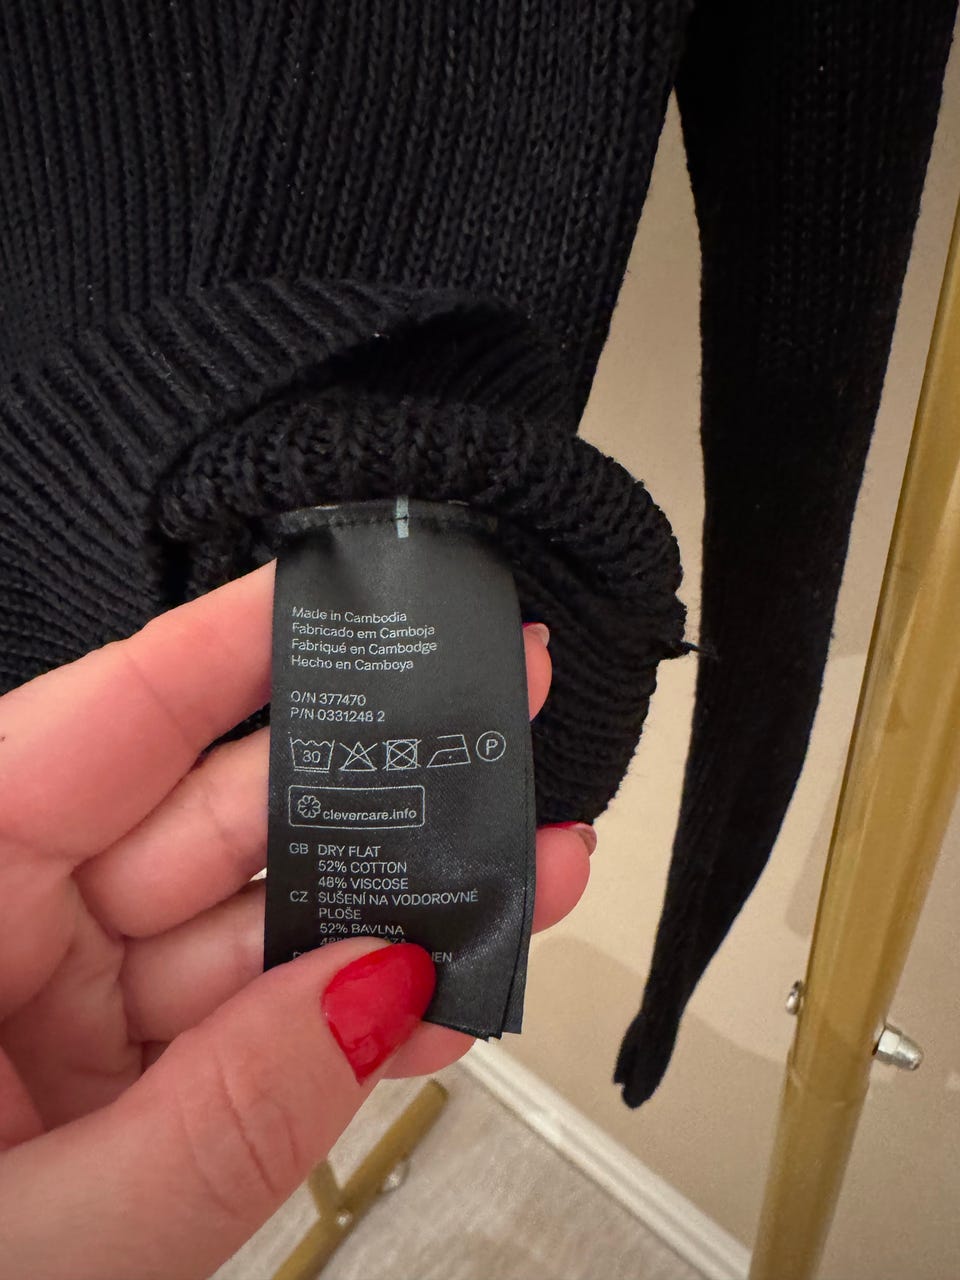 Made in Cambodia
Fabricado em Camboja
Fabriqué en Cambodge
Hecho en Camboya
O/N 377470
P/N 0331248 2
30
P
clevercare.info
GB DRY FLAT
52% COTTON
48% VISCOSE
CZ SUŠENÍ NA VODOROVNÉ
PLOŠE
52% BAVLNA